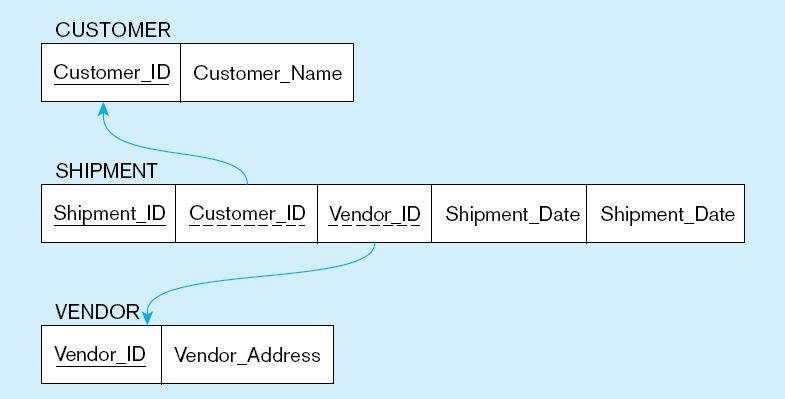 CUSTOMER
Customer_ID Customer_Name
SHIPMENT
Shipment_ID Customer_ID Vendor_ID Shipment_Date Shipment_Date
VENDOR
Vendor_ID Vendor_Address